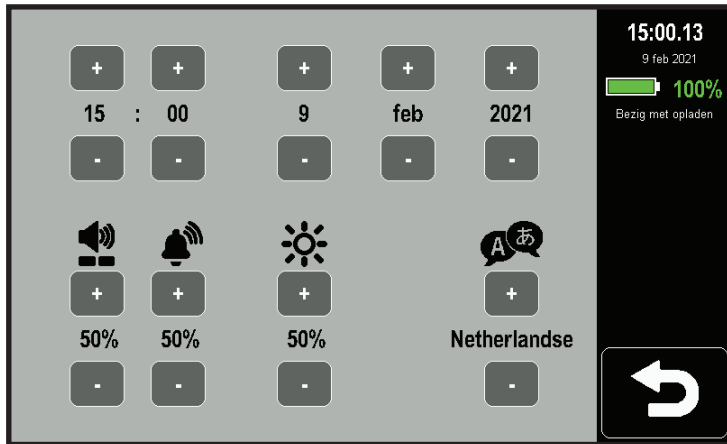 + + + + +
15 : 00 9 feb 2021
- - - - -
A あ
+ + + +
50% 50% 50% Netherlandse
- - - -
15:00.13
9 feb 2021
100%
Bezig met opladen